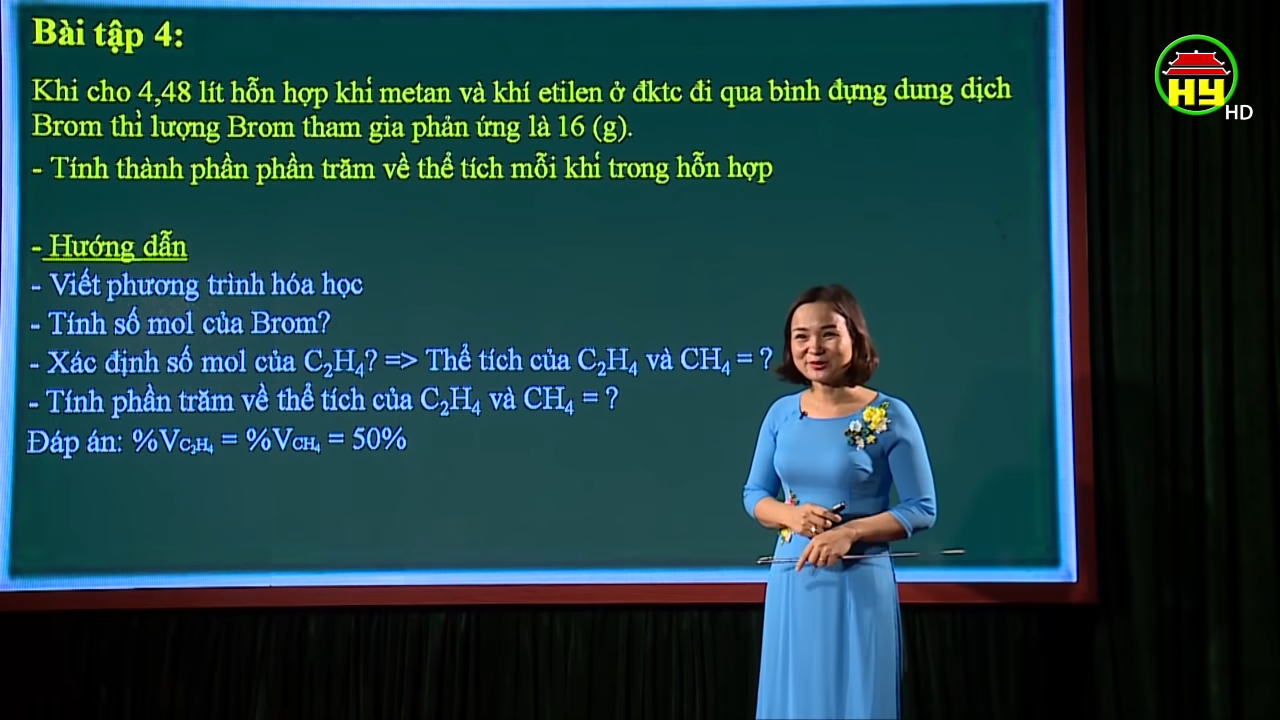 Bài tập 4:
Khi cho 4,48 lít hỗn hợp khí metan và khí etilen ở đktc đi qua bình đựng dung dịch
Brom thì lượng Brom tham gia phản ứng là 16 (g).
- Tính thành phần phần trăm về thể tích mỗi khí trong hỗn hợp
- Hướng dẫn
- Viết phương trình hóa học
- Tính số mol của Brom?
- Xác định số mol của C₂H₄? => Thể tích của C₂H₄ và CH₄ = ?
- Tính phần trăm về thể tích của C₂H₄ và CH₄ = ?
Đáp án: %V_C₂H₄ = %V_CH₄ = 50%
HY
HD